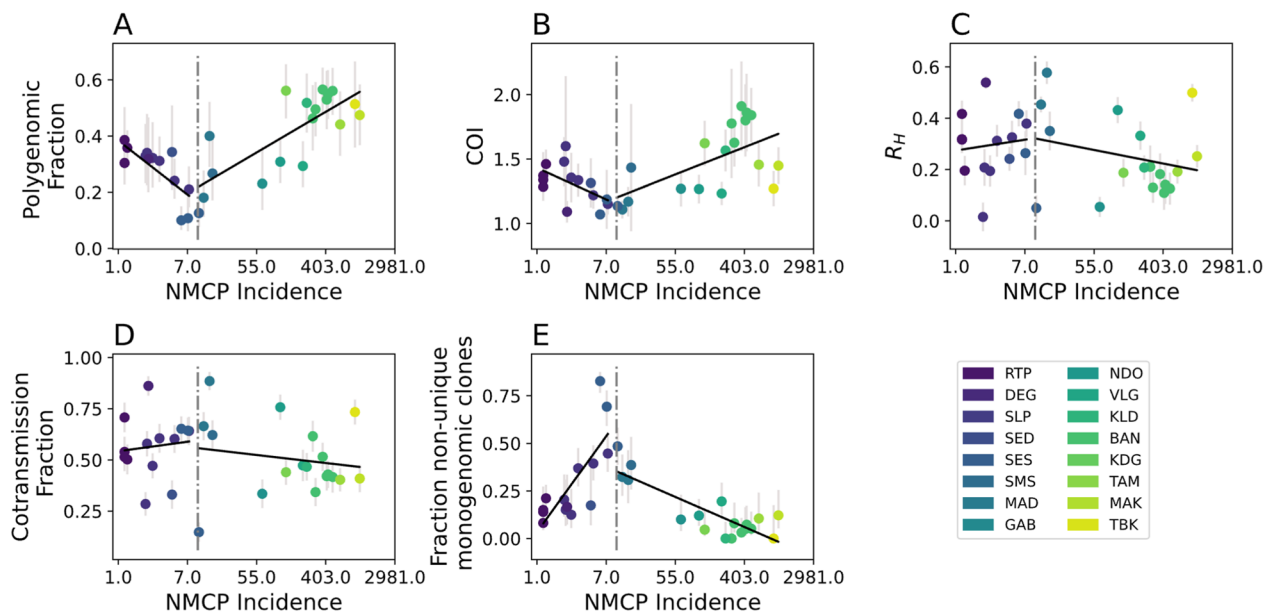 A
B
C
Polygenomic
Fraction
0.6
0.4
0.2
0.0
1.0 7.0 55.0 403.0 2981.0
NMCP Incidence
COI
2.0
1.5
1.0
1.0 7.0 55.0 403.0 2981.0
NMCP Incidence
R_H
0.6
0.4
0.2
0.0
1.0 7.0 55.0 403.0 2981.0
NMCP Incidence
D
E
Cotransmission
Fraction
1.00
0.75
0.50
0.25
1.0 7.0 55.0 403.0 2981.0
NMCP Incidence
Fraction non-unique
monogenomic clones
0.75
0.50
0.25
0.00
1.0 7.0 55.0 403.0 2981.0
NMCP Incidence
RTP NDO
DEG VLG
SLP KLD
SED BAN
SES KDG
SMS TAM
MAD MAK
GAB TBK